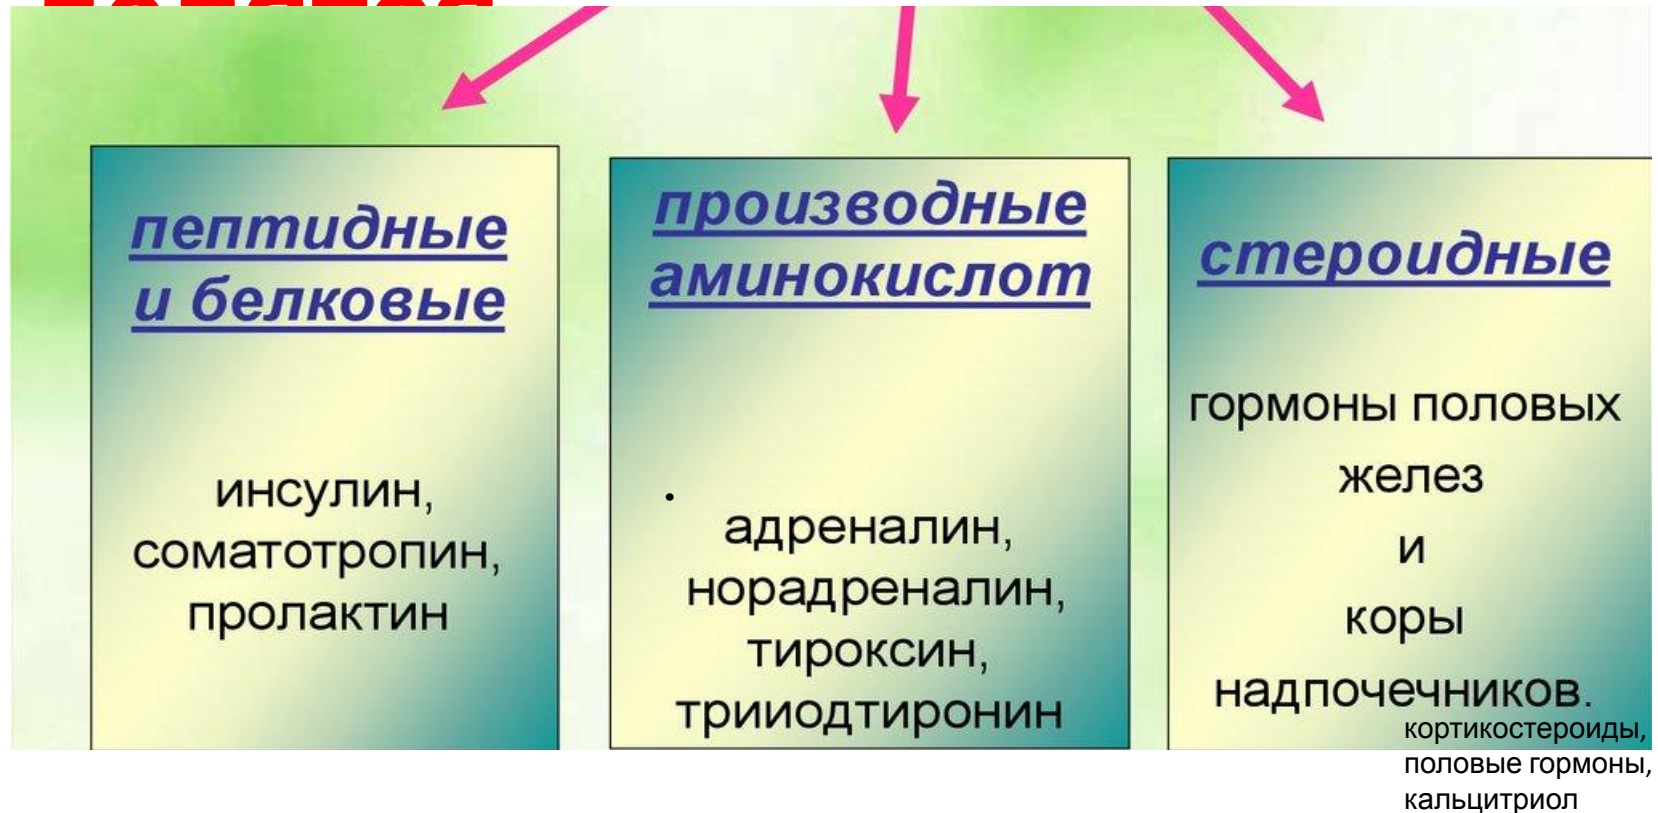 пептидные
и белковые
инсулин,
соматотропин,
пролактин
производные
аминокислот
•
адреналин,
норадреналин,
тироксин,
трииодтиронин
стероидные
гормоны половых
желез
и
коры
надпочечников.
кортикостероиды,
половые гормоны,
кальцитриол